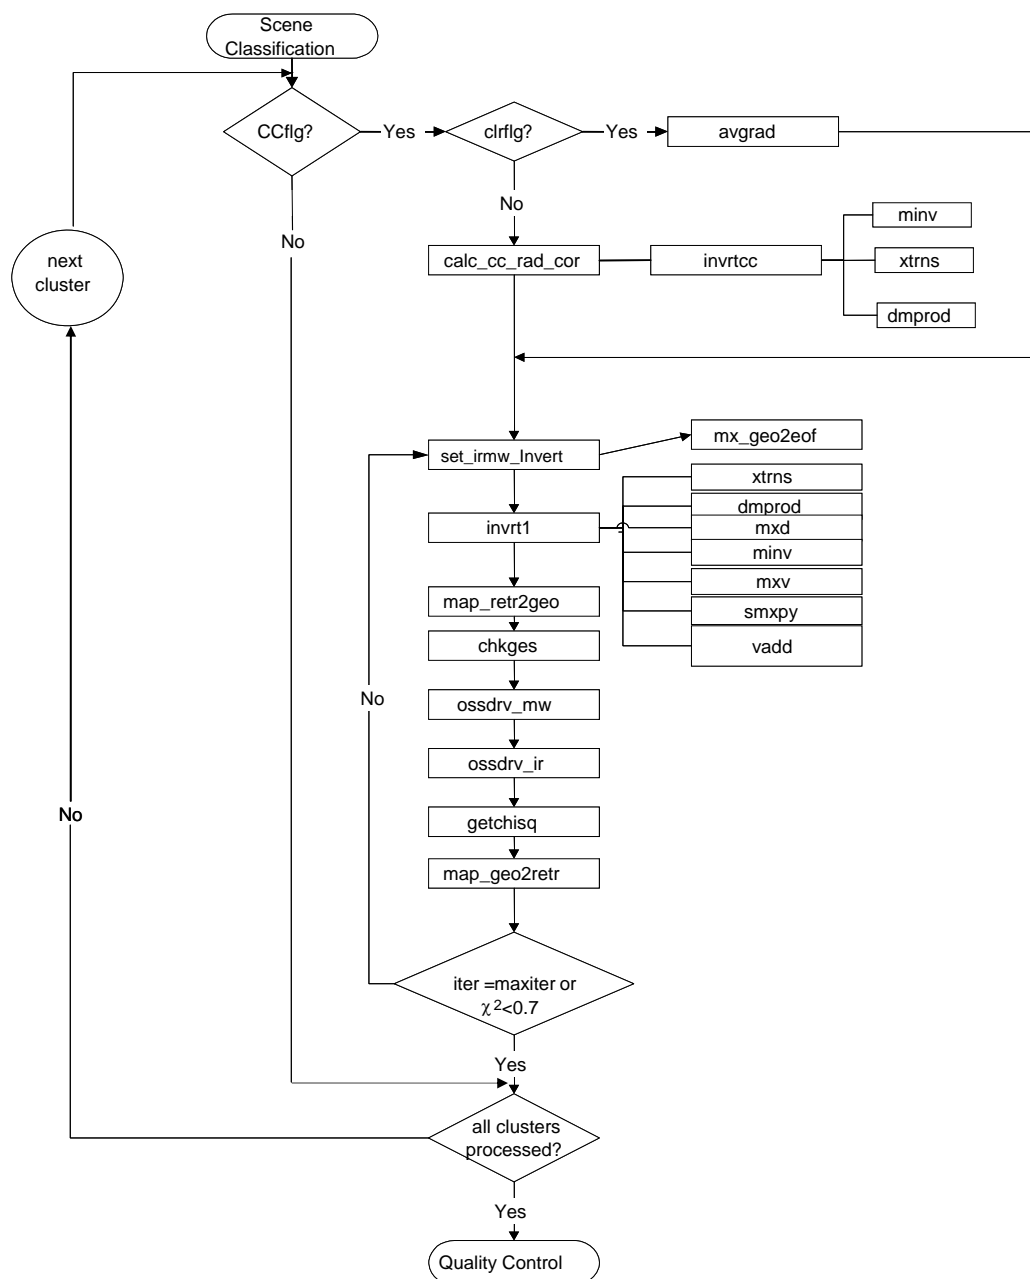 Scene
Classification
CCflg?
Yes
clrflg?
Yes
avgrad
No
No
minv
next
cluster
calc_cc_rad_cor
invrtcc
xtrns
dmprod
mx_geo2eof
set_irmw_Invert
xtrns
dmprod
invrt1
mxd
minv
mxv
map_retr2geo
smxpy
chkges
vadd
No
ossdrv_mw
ossdrv_ir
No
getchisq
map_geo2retr
iter =maxiter or
χ2<0.7
Yes
all clusters
processed?
Yes
Quality Control